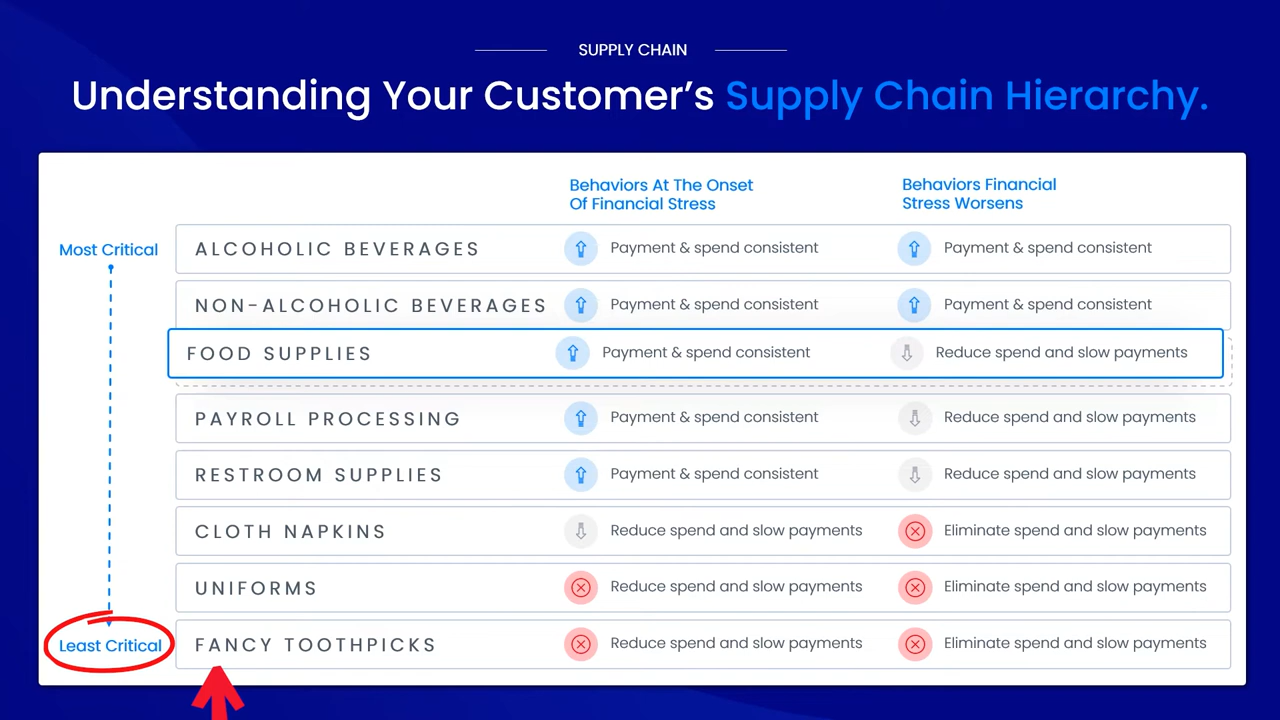 SUPPLY CHAIN
Understanding Your Customer’s Supply Chain Hierarchy.
Behaviors At The Onset
Of Financial Stress
Behaviors Financial
Stress Worsens
Most Critical
ALCOHOLIC BEVERAGES Payment & spend consistent Payment & spend consistent
NON-ALCOHOLIC BEVERAGES Payment & spend consistent Payment & spend consistent
FOOD SUPPLIES Payment & spend consistent Reduce spend and slow payments
PAYROLL PROCESSING Payment & spend consistent Reduce spend and slow payments
RESTROOM SUPPLIES Payment & spend consistent Reduce spend and slow payments
CLOTH NAPKINS Reduce spend and slow payments Eliminate spend and slow payments
UNIFORMS Reduce spend and slow payments Eliminate spend and slow payments
Least Critical FANCY TOOTHPICKS Reduce spend and slow payments Eliminate spend and slow payments